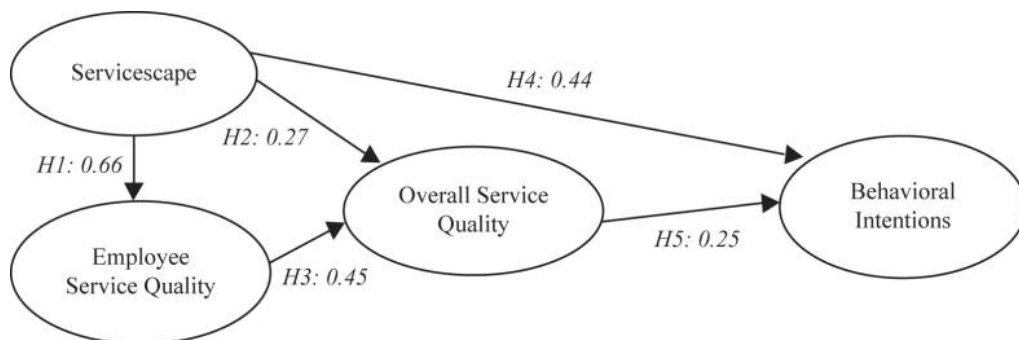 Servicescape
H4: 0.44
H2: 0.27
H1: 0.66
Overall Service
Quality
Behavioral
Intentions
H5: 0.25
Employee
Service Quality
H3: 0.45